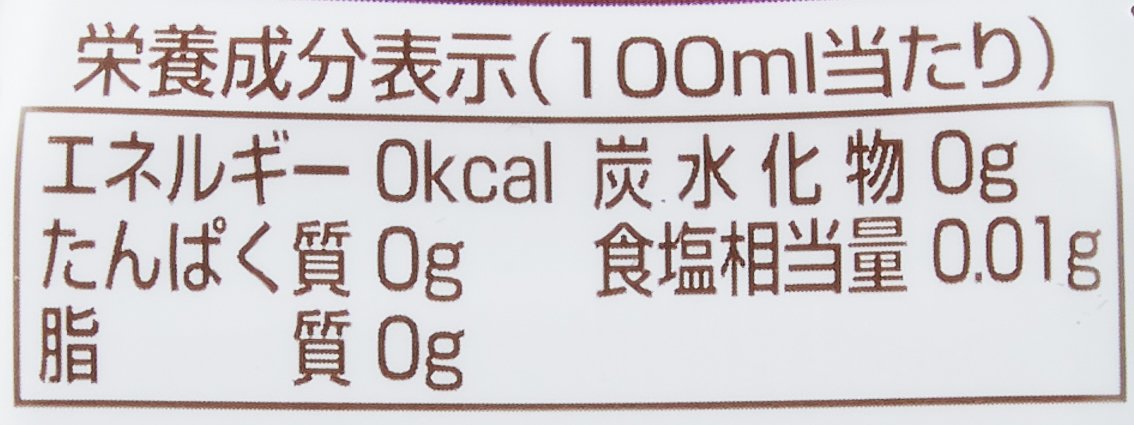 栄養成分表示(100ml当たり)
エネルギー 0kcal 炭水化物 0g
たんぱく質 0g 食塩相当量 0.01g
脂質 0g